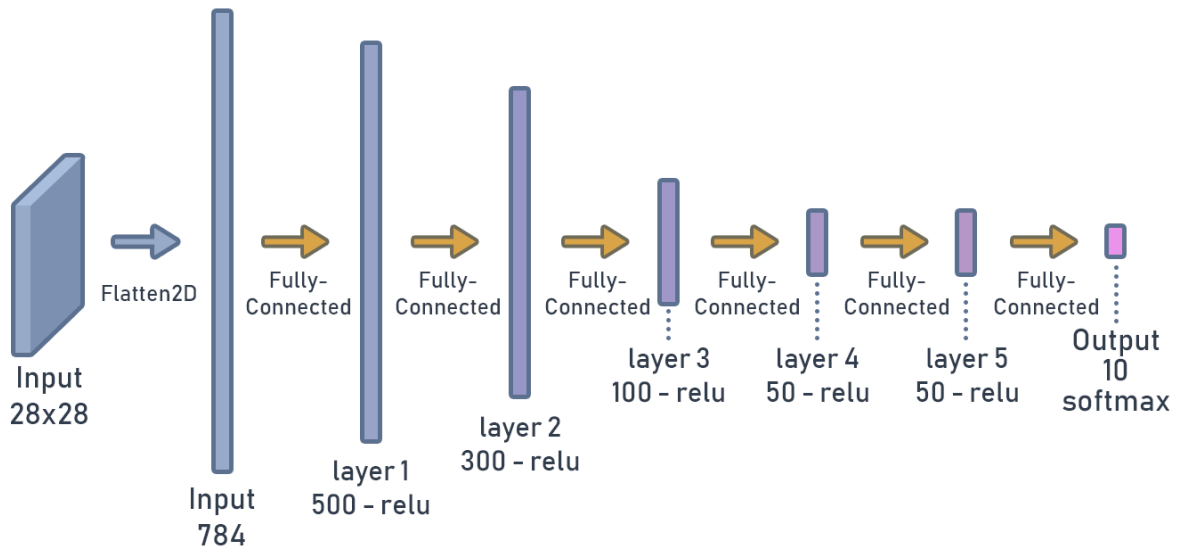 Input
28x28
Flatten2D
Input
784
Fully-
Connected
layer 1
500 - relu
Fully-
Connected
layer 2
300 - relu
Fully-
Connected
layer 3
100 - relu
Fully-
Connected
layer 4
50 - relu
Fully-
Connected
layer 5
50 - relu
Fully-
Connected
Output
10
softmax